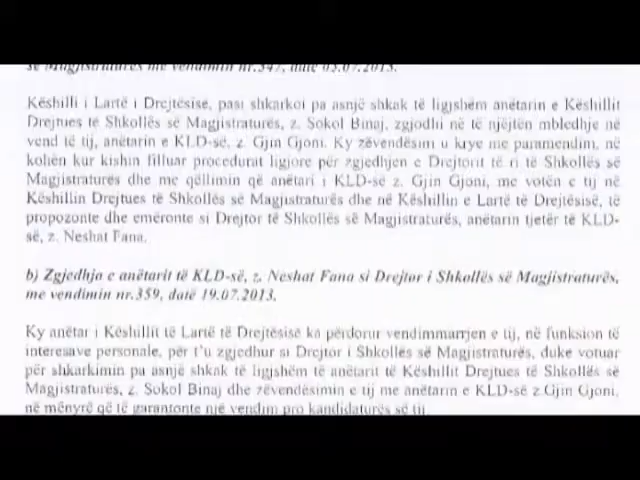 së Magjistraturës me vendimin nr.347, datë 05.07.2013.
Këshilli i Lartë i Drejtësisë, pasi shkarkoi pa asnjë shkak të ligjshëm anëtarin e Këshillit
Drejtues të Shkollës së Magjistraturës, z. Sokol Binaj, zgjodhi në të njëjtën mbledhje në
vend të tij, anëtarin e KLD-së, z. Gjin Gjoni. Ky zëvendësim u krye me paramendim, në
kohën kur kishin filluar procedurat ligjore për zgjedhjen e Drejtorit të ri të Shkollës së
Magjistraturës dhe me qëllimin që anëtari i KLD-së z. Gjin Gjoni, me votën e tij në
Këshillin Drejtues të Shkollës së Magjistraturës dhe në Këshillin e Lartë të Drejtësisë, të
propozonte dhe emëronte si Drejtor të Shkollës së Magjistraturës, anëtarin tjetër të KLD-
së, z. Neshat Fana.
b) Zgjedhja e anëtarit të KLD-së, z. Neshat Fana si Drejtor i Shkollës së Magjistraturës,
me vendimin nr.359, datë 19.07.2013.
Ky anëtar i Këshillit të Lartë të Drejtësisë ka përdorur vendimmarrjen e tij, në funksion të
interesave personale, për t'u zgjedhur si Drejtor i Shkollës së Magjistraturës, duke votuar
për shkarkimin pa asnjë shkak të ligjshëm të anëtarit të Këshillit Drejtues të Shkollës së
Magjistraturës, z. Sokol Binaj dhe zëvendësimin e tij me anëtarin e KLD-së z.Gjin Gjoni,
në mënyrë që të garantonte një vendim pro kandidaturës së tij.